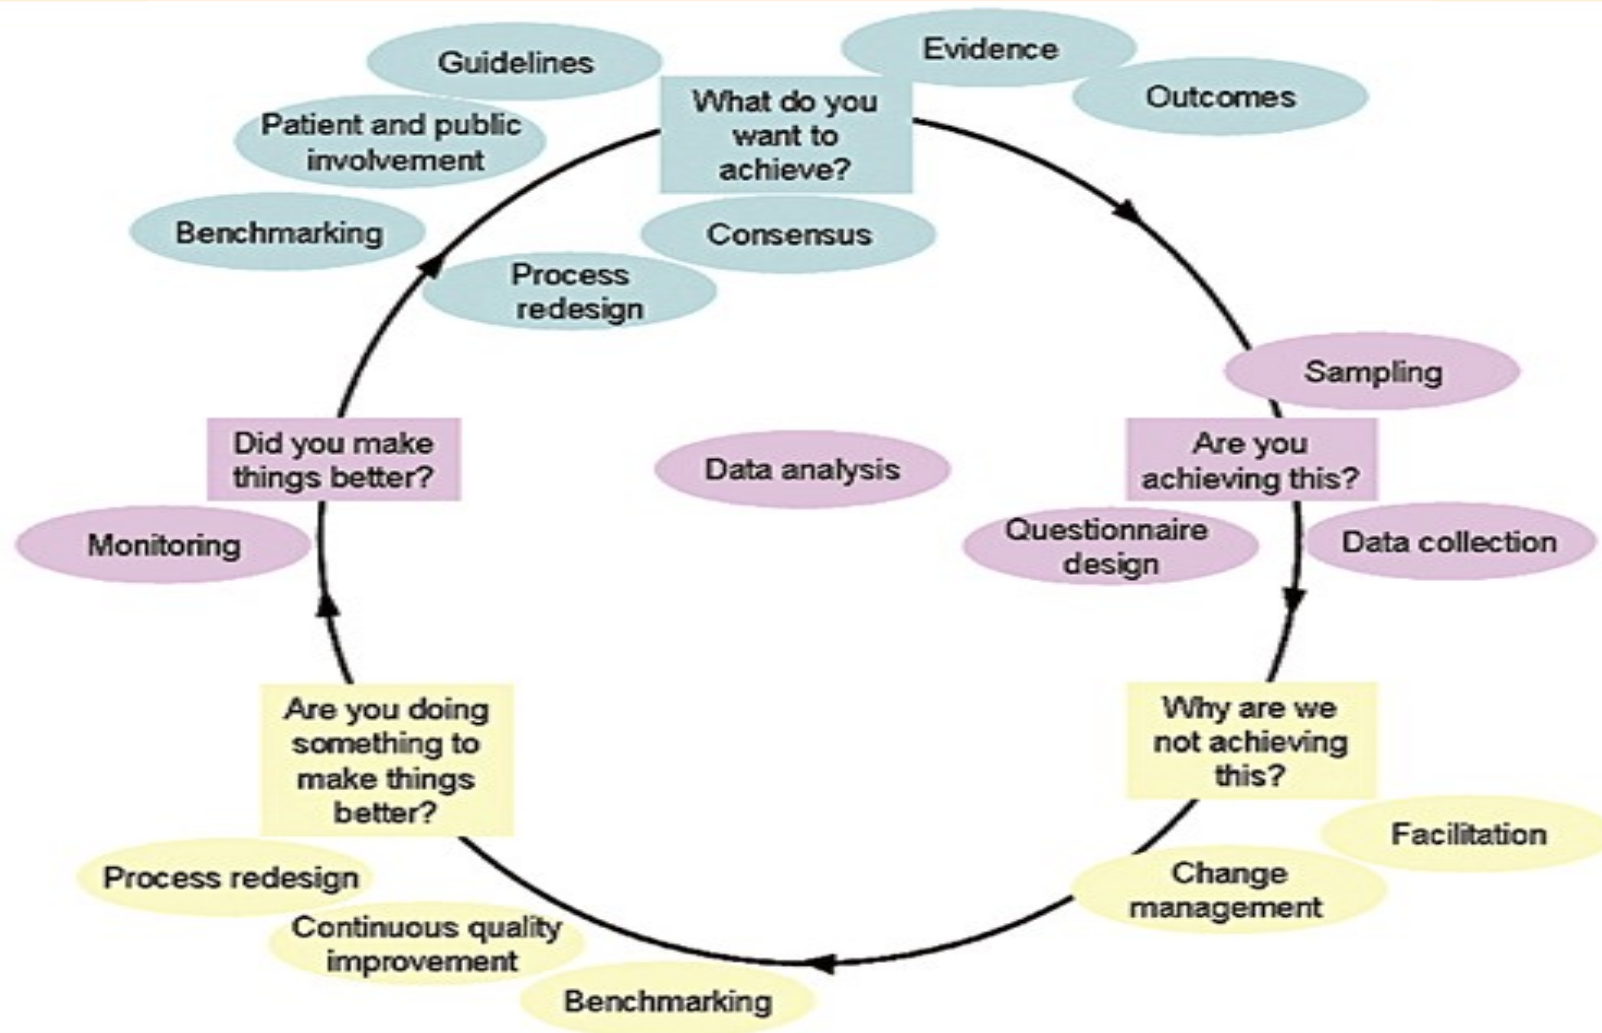 Guidelines
Evidence
Outcomes
What do you
want to
achieve?
Patient and public
involvement
Benchmarking
Consensus
Process
redesign
Sampling
Did you make
things better?
Data analysis
Are you
achieving this?
Monitoring
Questionnaire
design
Data collection
Are you doing
something to
make things
better?
Why are we
not achieving
this?
Facilitation
Process redesign
Change
management
Continuous quality
improvement
Benchmarking